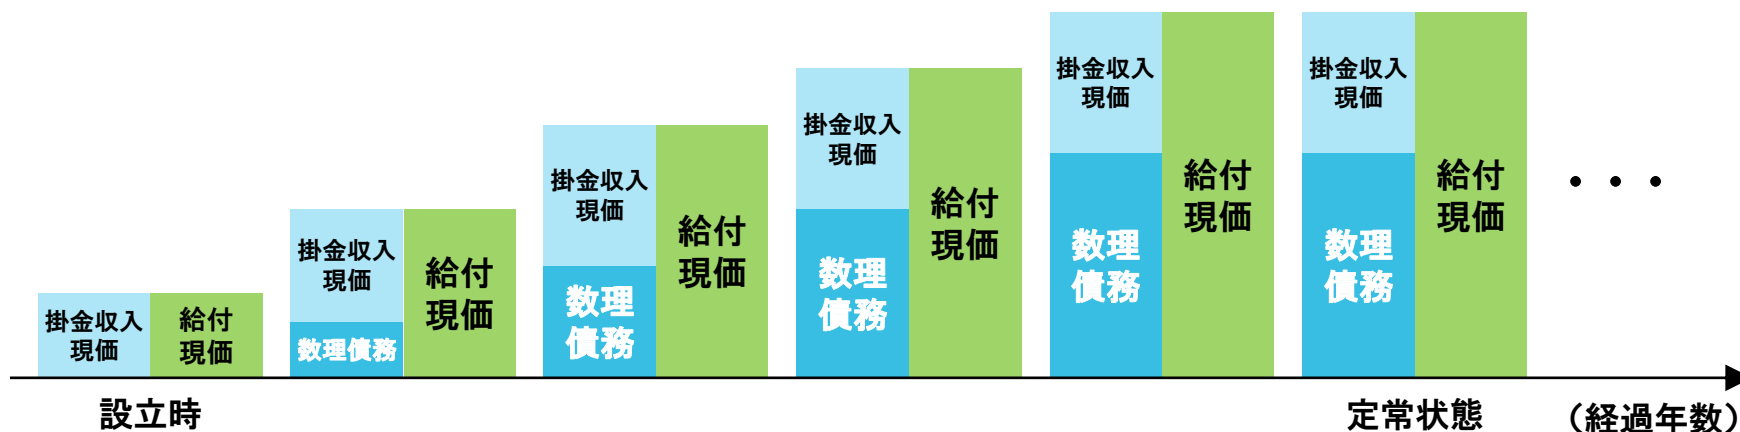 掛金収入
現価
給付
現価
掛金収入
現価
数理債務
給付
現価
掛金収入
現価
数理
債務
給付
現価
掛金収入
現価
数理
債務
給付
現価
掛金収入
現価
数理
債務
給付
現価
掛金収入
現価
数理
債務
給付
現価
・・・
設立時
定常状態
（経過年数）